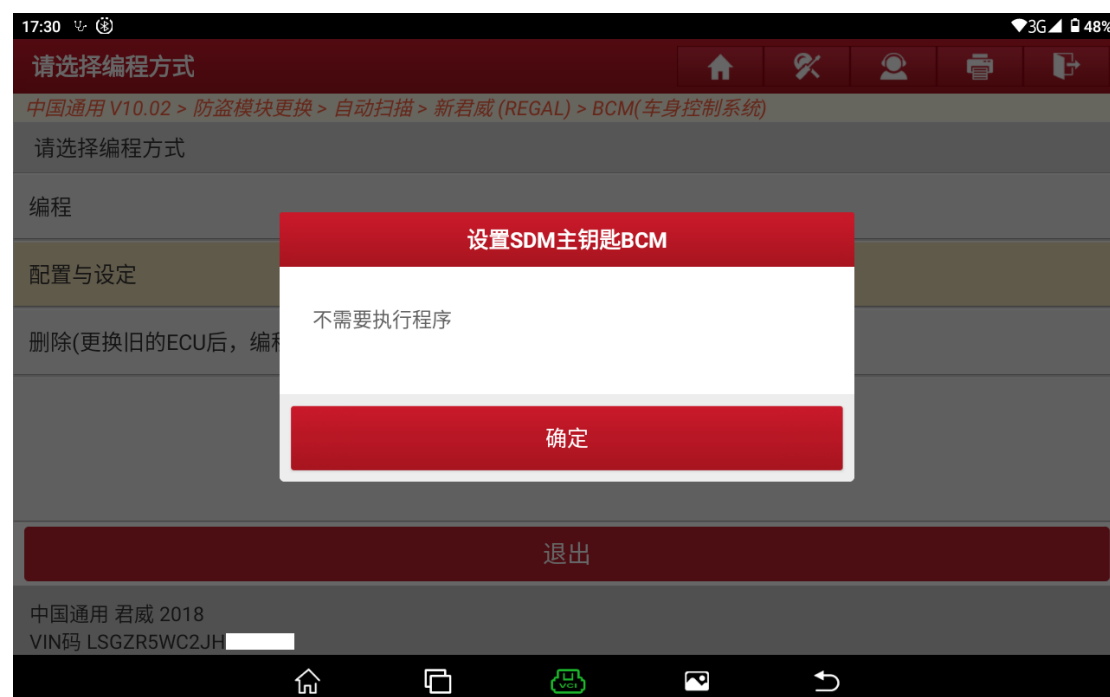 17:30 3G 48%
请选择编程方式
中国通用 V10.02 > 防盗模块更换 > 自动扫描 > 新君威 (REGAL) > BCM(车身控制系统)
请选择编程方式
编程
设置SDM主钥匙BCM
配置与设定
不需要执行程序
删除(更换旧的ECU后，编程
确定
退出
中国通用 君威 2018
VIN码 LSGZR5WC2JH
VCI